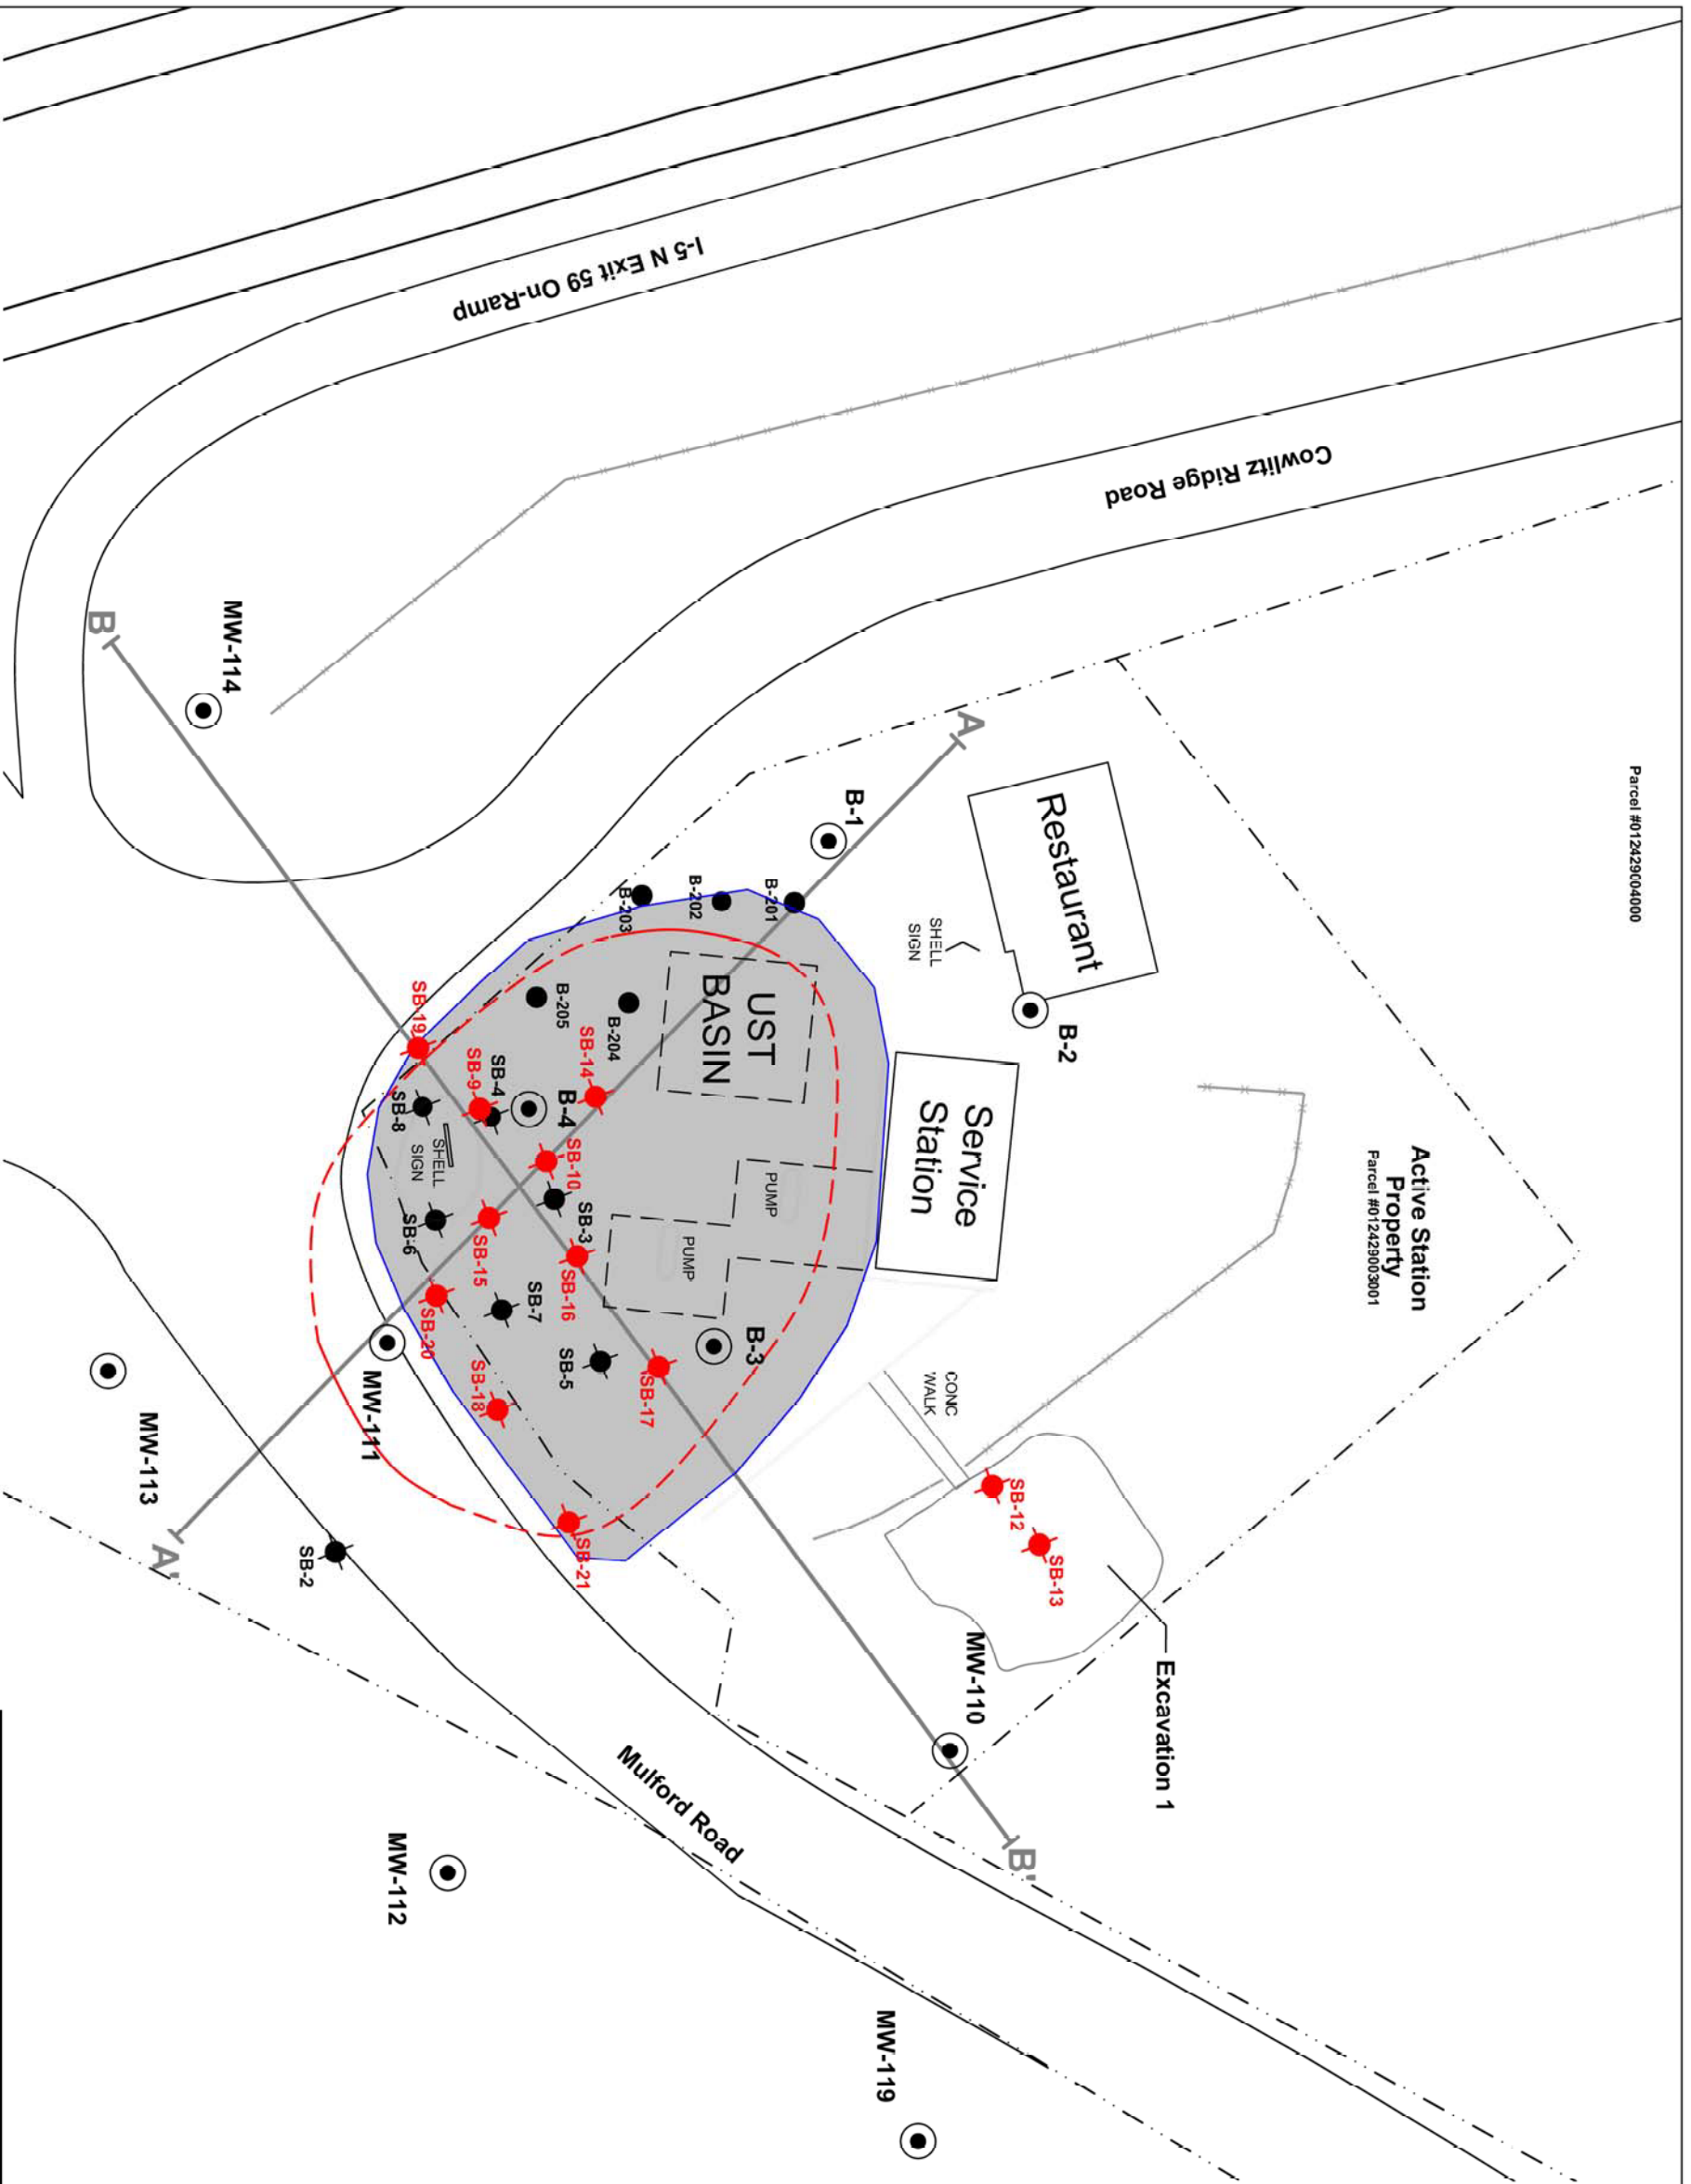 Parcel #012429004000
Active Station
Property
Parcel #012429003001
I-5 N Exit 59 On-Ramp
Cowlitz Ridge Road
Mulford Road
Restaurant
Service
Station
UST
BASIN
PUMP
PUMP
SHELL
SIGN
SHELL
SIGN
CONC
WALK
Excavation 1
A
A'
B
B'
B-1
B-2
B-3
B-4
B-201
B-202
B-203
B-204
B-205
SB-2
SB-3
SB-4
SB-5
SB-6
SB-7
SB-8
SB-9
SB-10
SB-12
SB-13
SB-14
SB-15
SB-16
SB-17
SB-18
SB-19
SB-20
SB-21
MW-110
MW-111
MW-112
MW-113
MW-114
MW-119